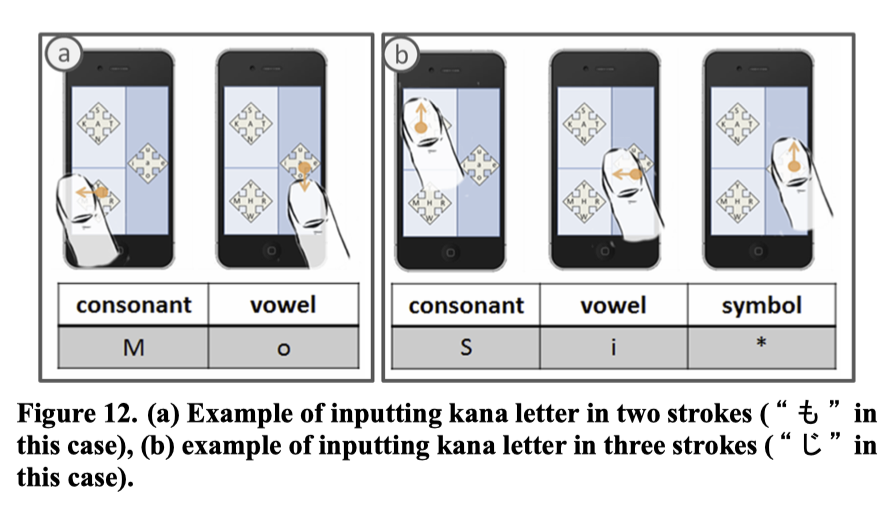 a
b
consonant
vowel
M
o
consonant
vowel
symbol
S
i
*
Figure 12. (a) Example of inputting kana letter in two strokes (“も” in
this case), (b) example of inputting kana letter in three strokes (“じ” in
this case).